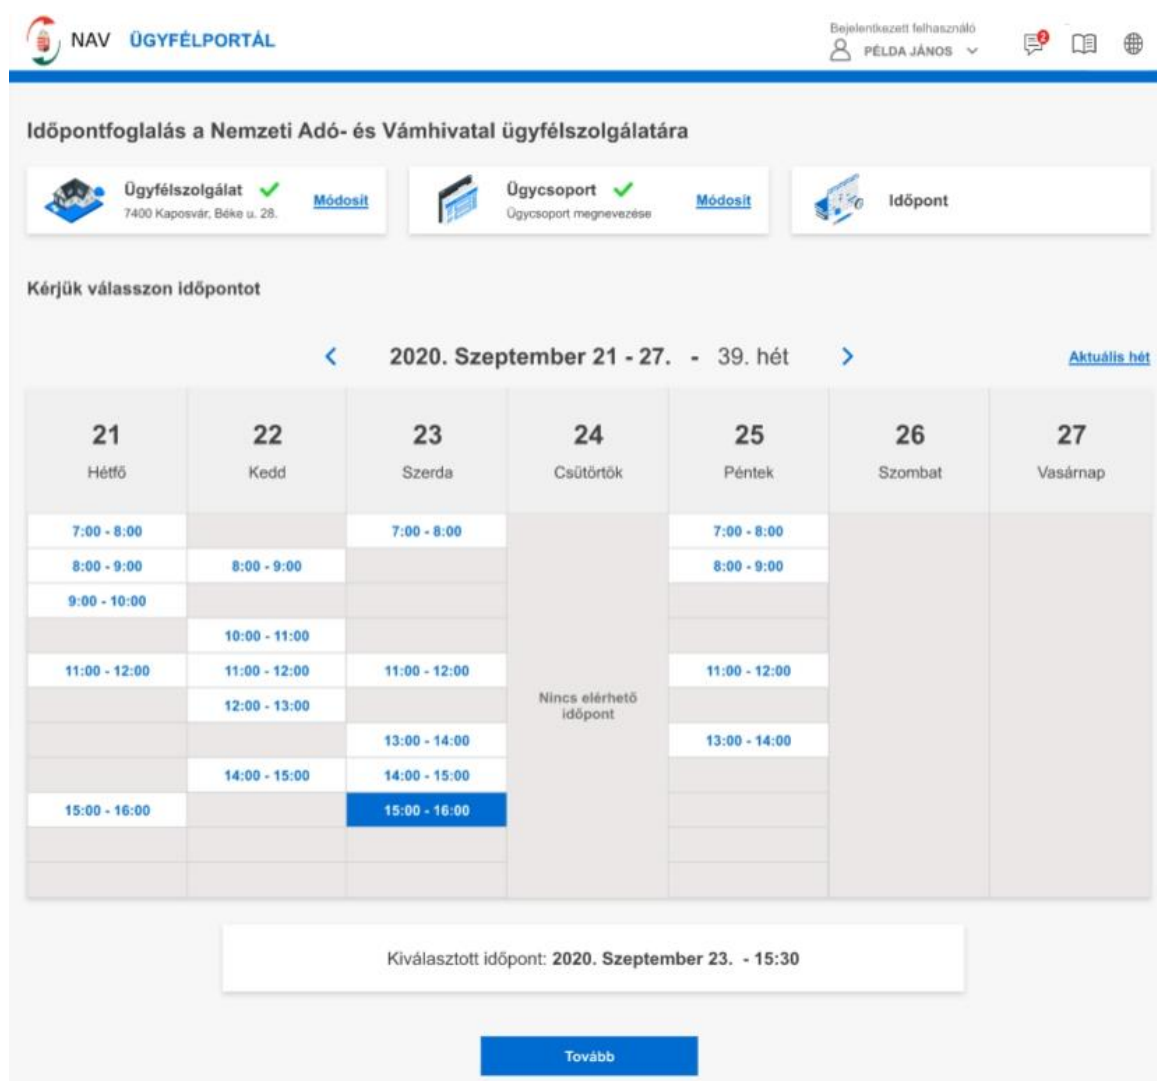 Bejelentkezett felhasználó
NAV ÜGYFÉLPORTÁL
PÉLDA JÁNOS
2
Időpontfoglalás a Nemzeti Adó- és Vámhivatal ügyfélszolgálatára
Ügyfélszolgálat
7400 Kaposvár, Béke u. 28.
Módosít
Ügycsoport
Ügycsoport megnevezése
Módosít
Időpont
Kérjük válasszon időpontot
2020. Szeptember 21 - 27. - 39. hét
Aktuális hét
21 22 23 24 25 26 27
Hétfő Kedd Szerda Csütörtök Péntek Szombat Vasárnap
7:00 - 8:00 7:00 - 8:00 7:00 - 8:00
8:00 - 9:00 8:00 - 9:00 8:00 - 9:00
9:00 - 10:00
10:00 - 11:00
11:00 - 12:00 11:00 - 12:00 11:00 - 12:00 11:00 - 12:00
12:00 - 13:00
Nincs elérhető
időpont
13:00 - 14:00 13:00 - 14:00
14:00 - 15:00 14:00 - 15:00
15:00 - 16:00 15:00 - 16:00
Kiválasztott időpont: 2020. Szeptember 23. - 15:30
Tovább